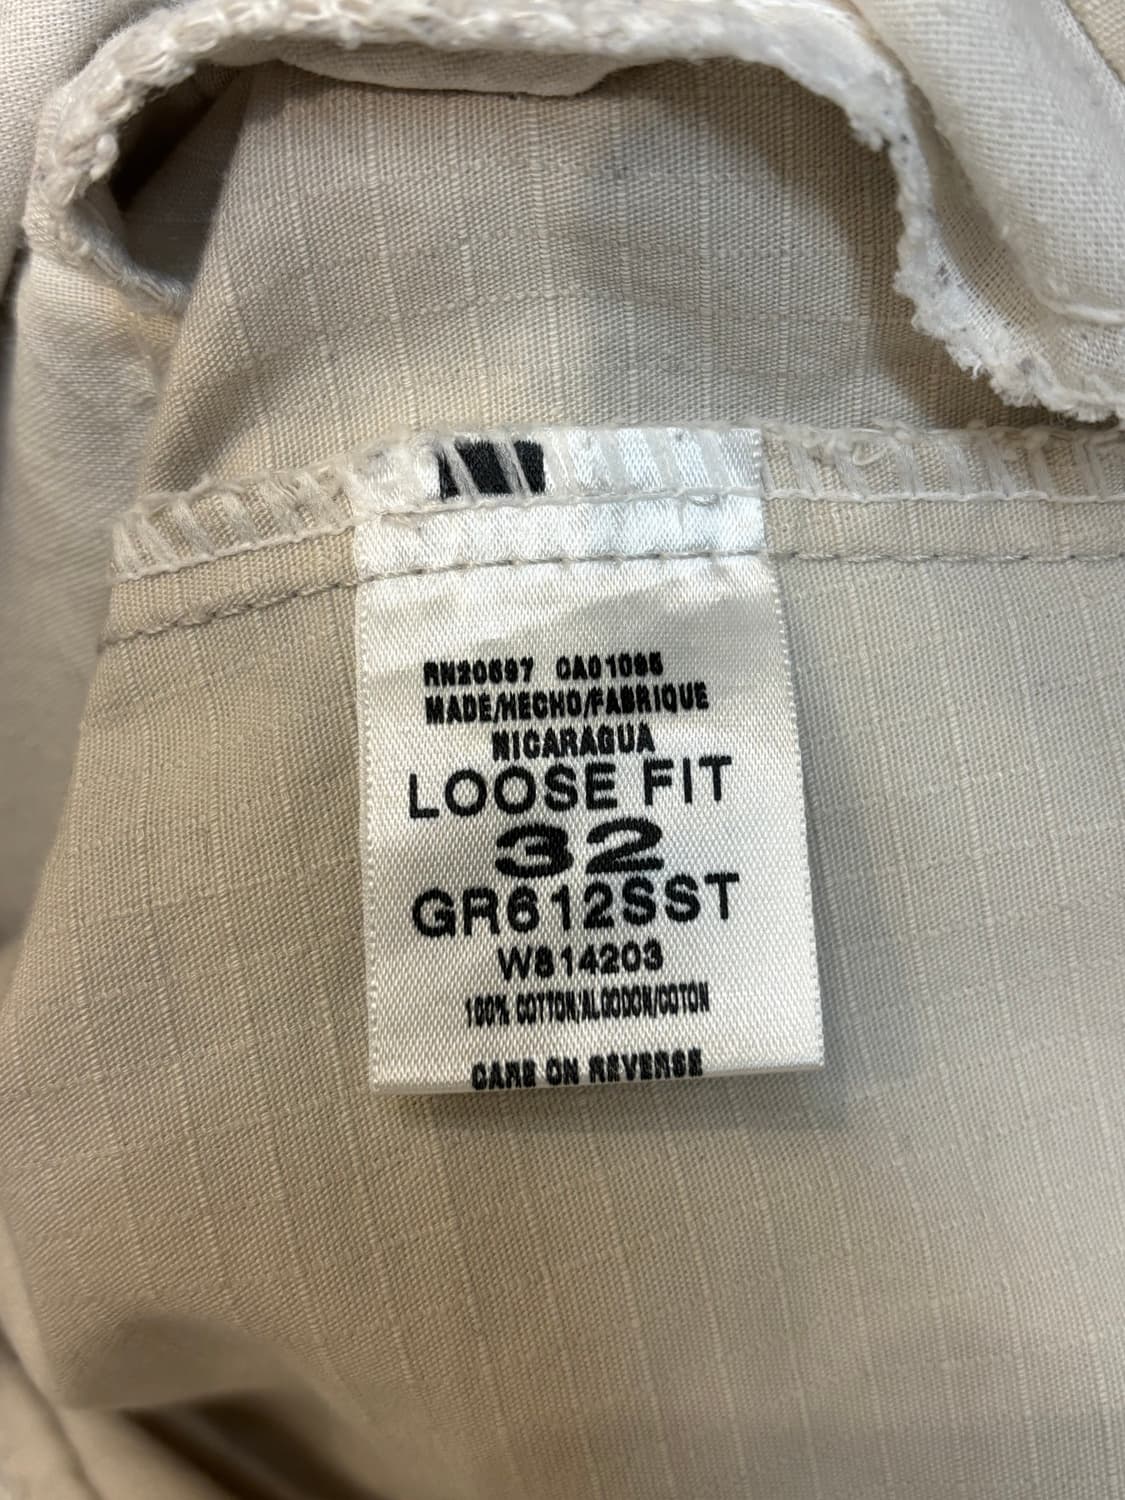 RN20697 CA01095
MADE/HECHO/FABRIQUE
NICARAGUA
LOOSE FIT
32
GR612SST
W814203
100% COTTON/ALGODON/COTON
CARE ON REVERSE